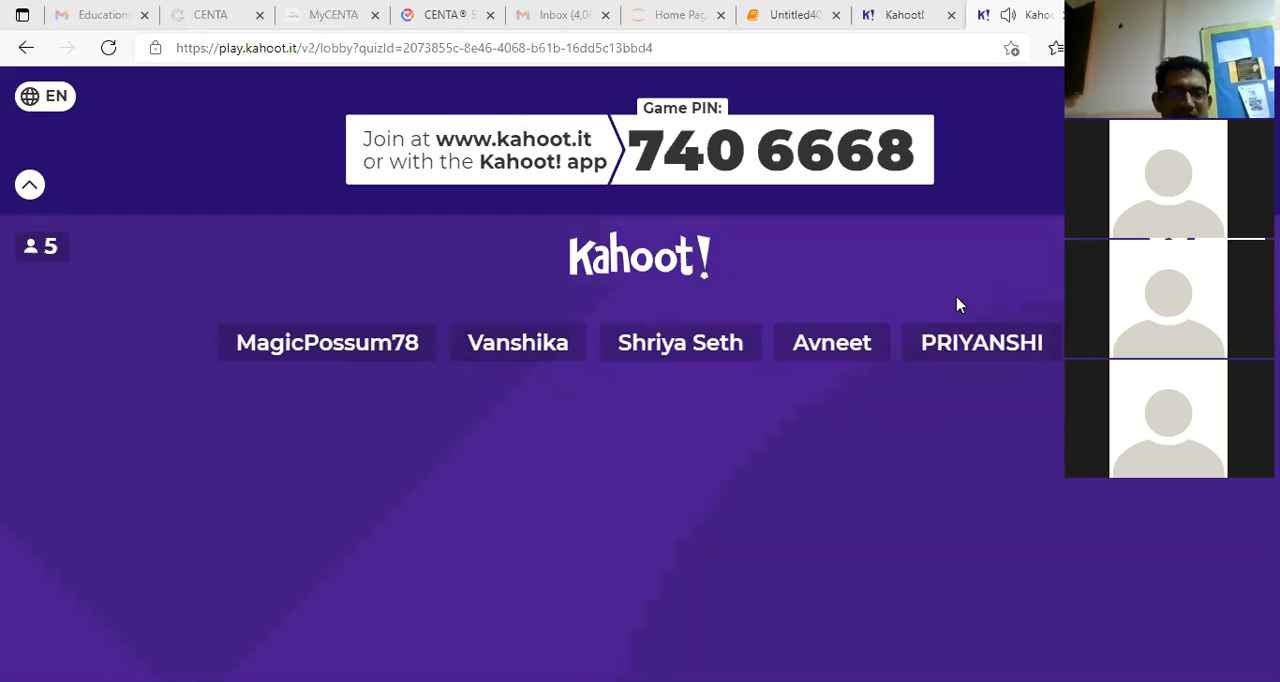 Education
CENTA
MyCENTA
CENTA® S
Inbox (4,0
Home Pag
Untitled40
Kahoot!
Kahoo
https://play.kahoot.it/v2/lobby?quizId=2073855c-8e46-4068-b61b-16dd5c13bbd4
EN
Game PIN:
Join at www.kahoot.it
or with the Kahoot! app
740 6668
5
Kahoot!
MagicPossum78 Vanshika Shriya Seth Avneet PRIYANSHI